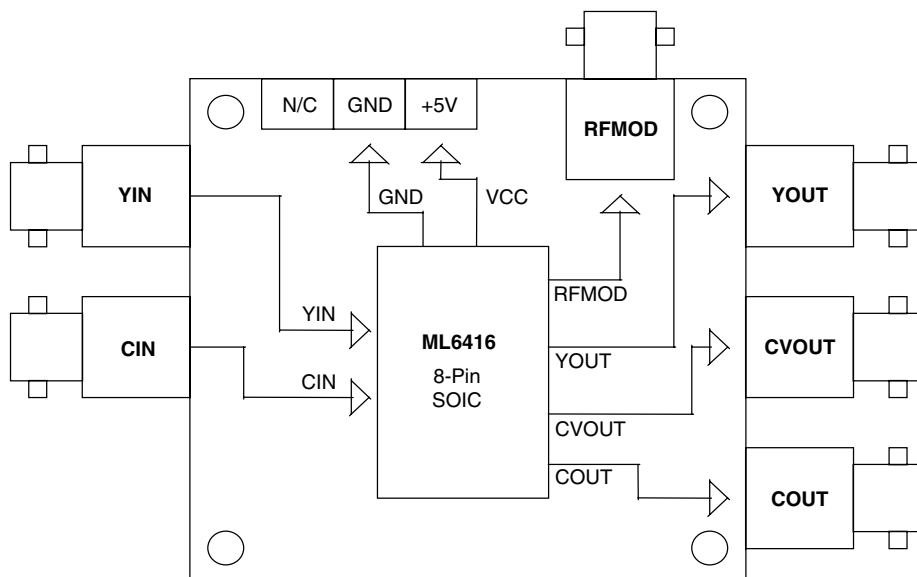 N/C GND +5V
RFMOD
YIN
YOUT
GND VCC
RFMOD
YIN
ML6416
CIN
CVOUT
YOUT
8-Pin
CIN
SOIC
CVOUT
COUT
COUT